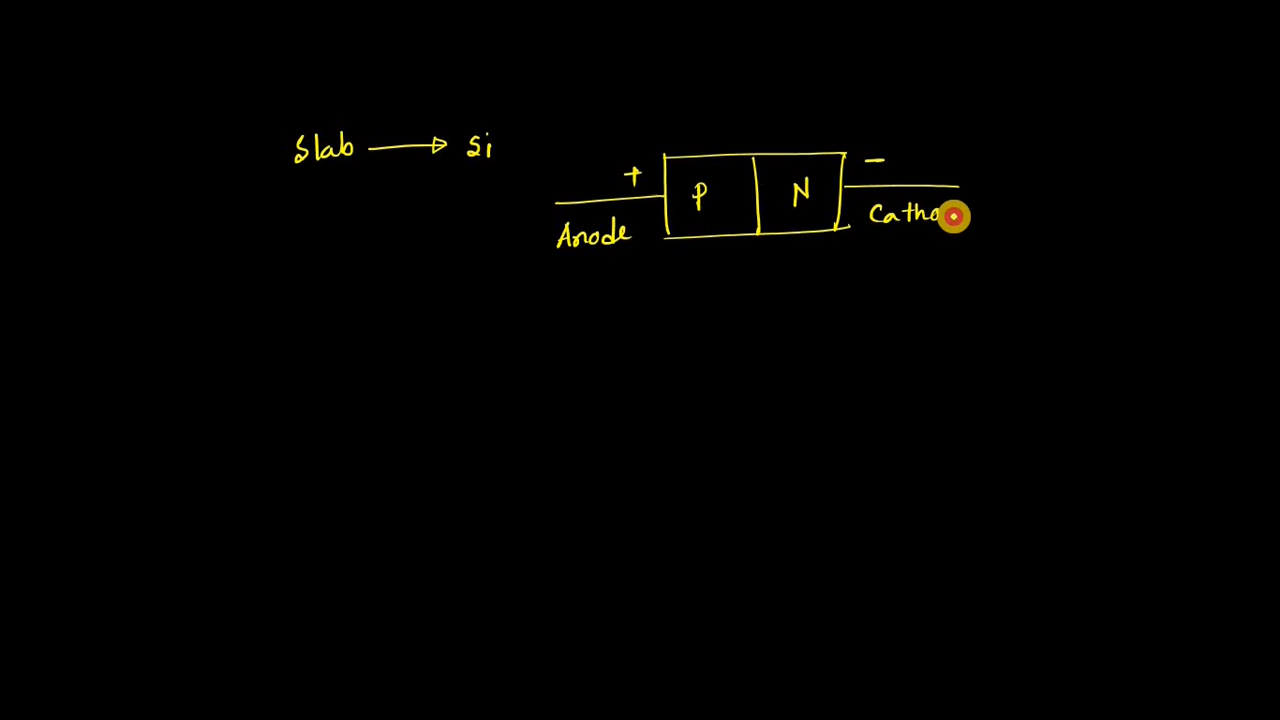 Slab → Si
+ P N -
Anode Catho